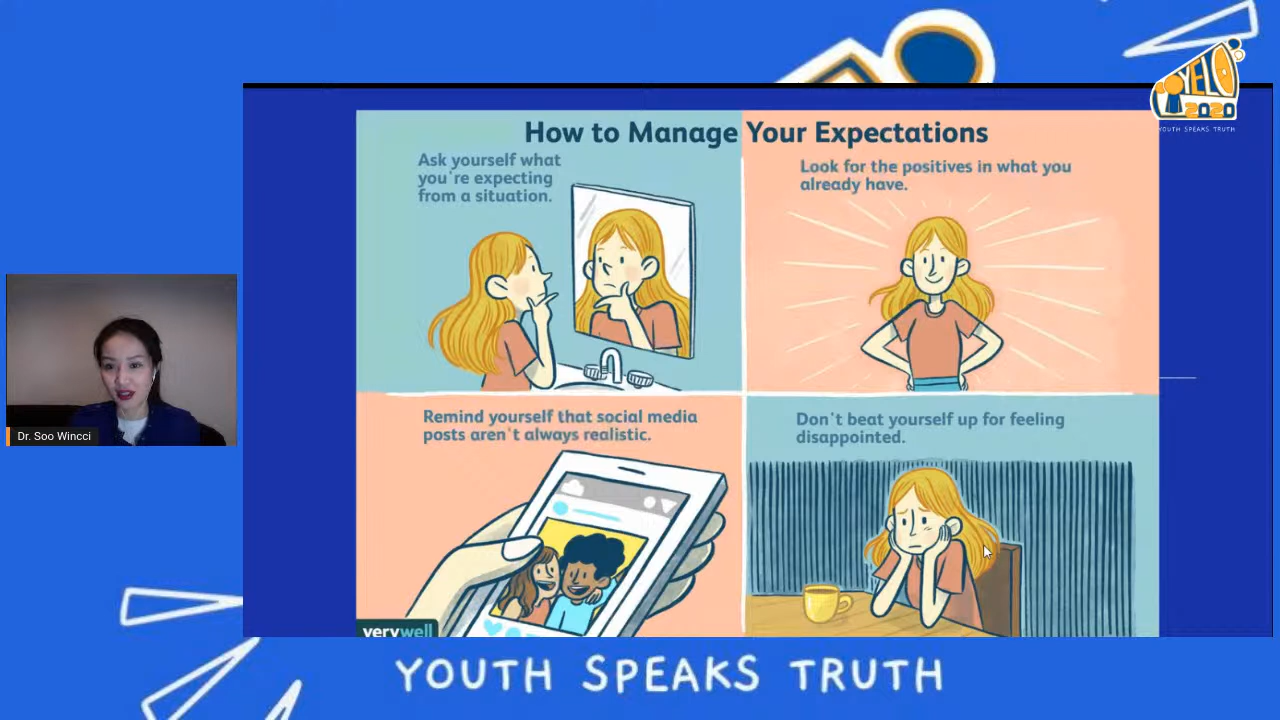 YELO
2020
YOUTH SPEAKS TRUTH
How to Manage Your Expectations
Ask yourself what
you're expecting
from a situation.
Look for the positives in what you
already have.
Remind yourself that social media
posts aren't always realistic.
Don't beat yourself up for feeling
disappointed.
Dr. Soo Wincci
verywell
YOUTH SPEAKS TRUTH